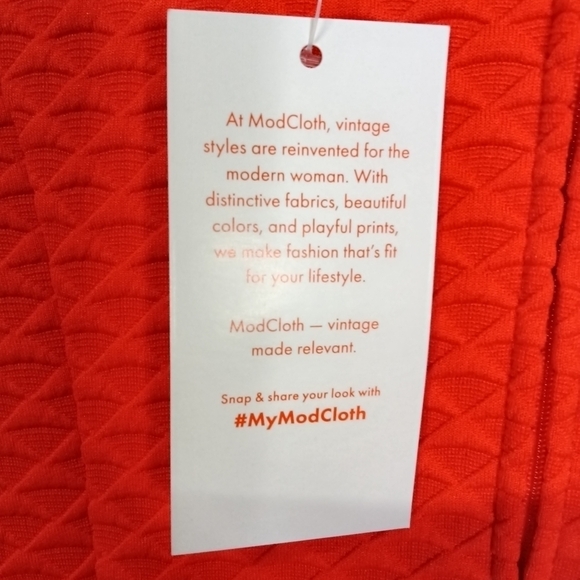 At ModCloth, vintage
styles are reinvented for the
modern woman. With
distinctive fabrics, beautiful
colors, and playful prints,
we make fashion that's fit
for your lifestyle.
ModCloth — vintage
made relevant.
Snap & share your look with
#MyModCloth